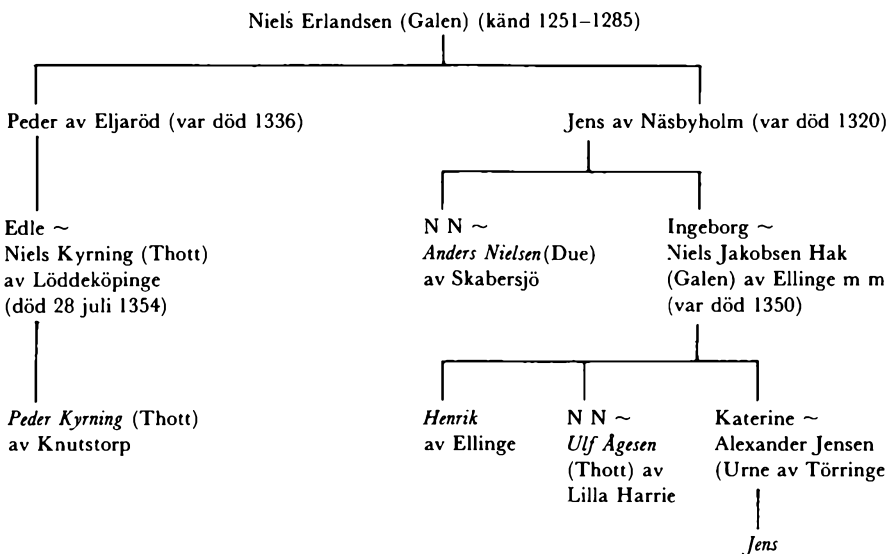 Niels Erlandsen (Galen) (känd 1251–1285)
Peder av Eljaröd (var död 1336)
Jens av Näsbyholm (var död 1320)
Edle ~
Niels Kyrning (Thott)
av Löddeköpinge
(död 28 juli 1354)
N N ~
Anders Nielsen (Due)
av Skabersjö
Ingeborg ~
Niels Jakobsen Hak
(Galen) av Ellinge m m
(var död 1350)
Peder Kyrning (Thott)
av Knutstorp
Henrik
av Ellinge
N N ~
Ulf Ågesen
(Thott) av
Lilla Harrie
Katerine ~
Alexander Jensen
(Urne av Törringe
Jens